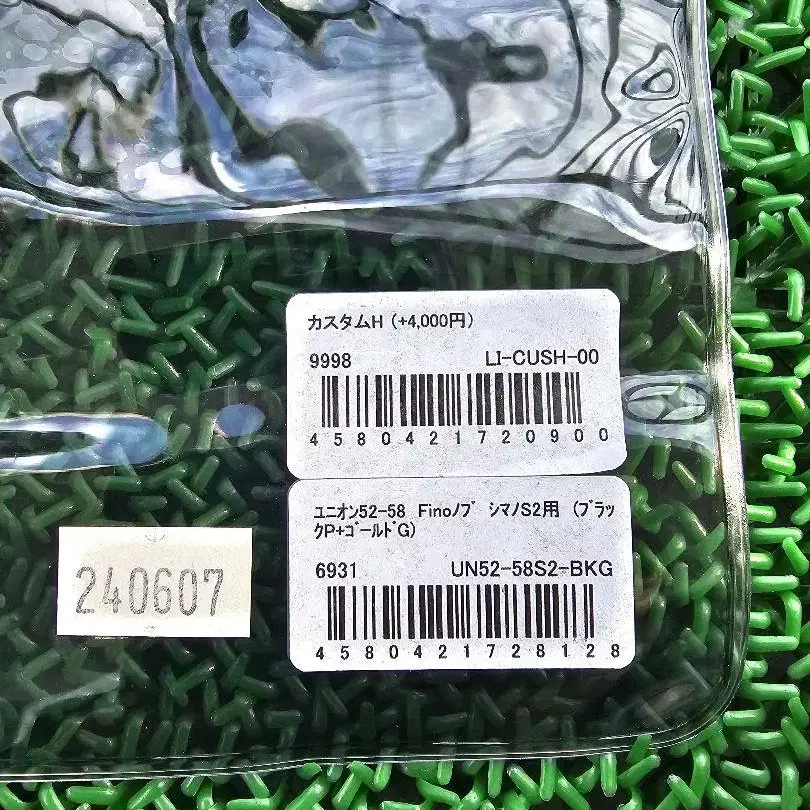 カスタムH (+4,000円)
9998 LI-CUSH-00
4580421720900
ユニオン52-58 Finoﾉﾌﾞ ｼﾏﾉS2用 (ﾌﾞﾗｯ
ｸP+ｺﾞｰﾙﾄﾞG)
6931 UN52-58S2-BKG
4580421728128
240607